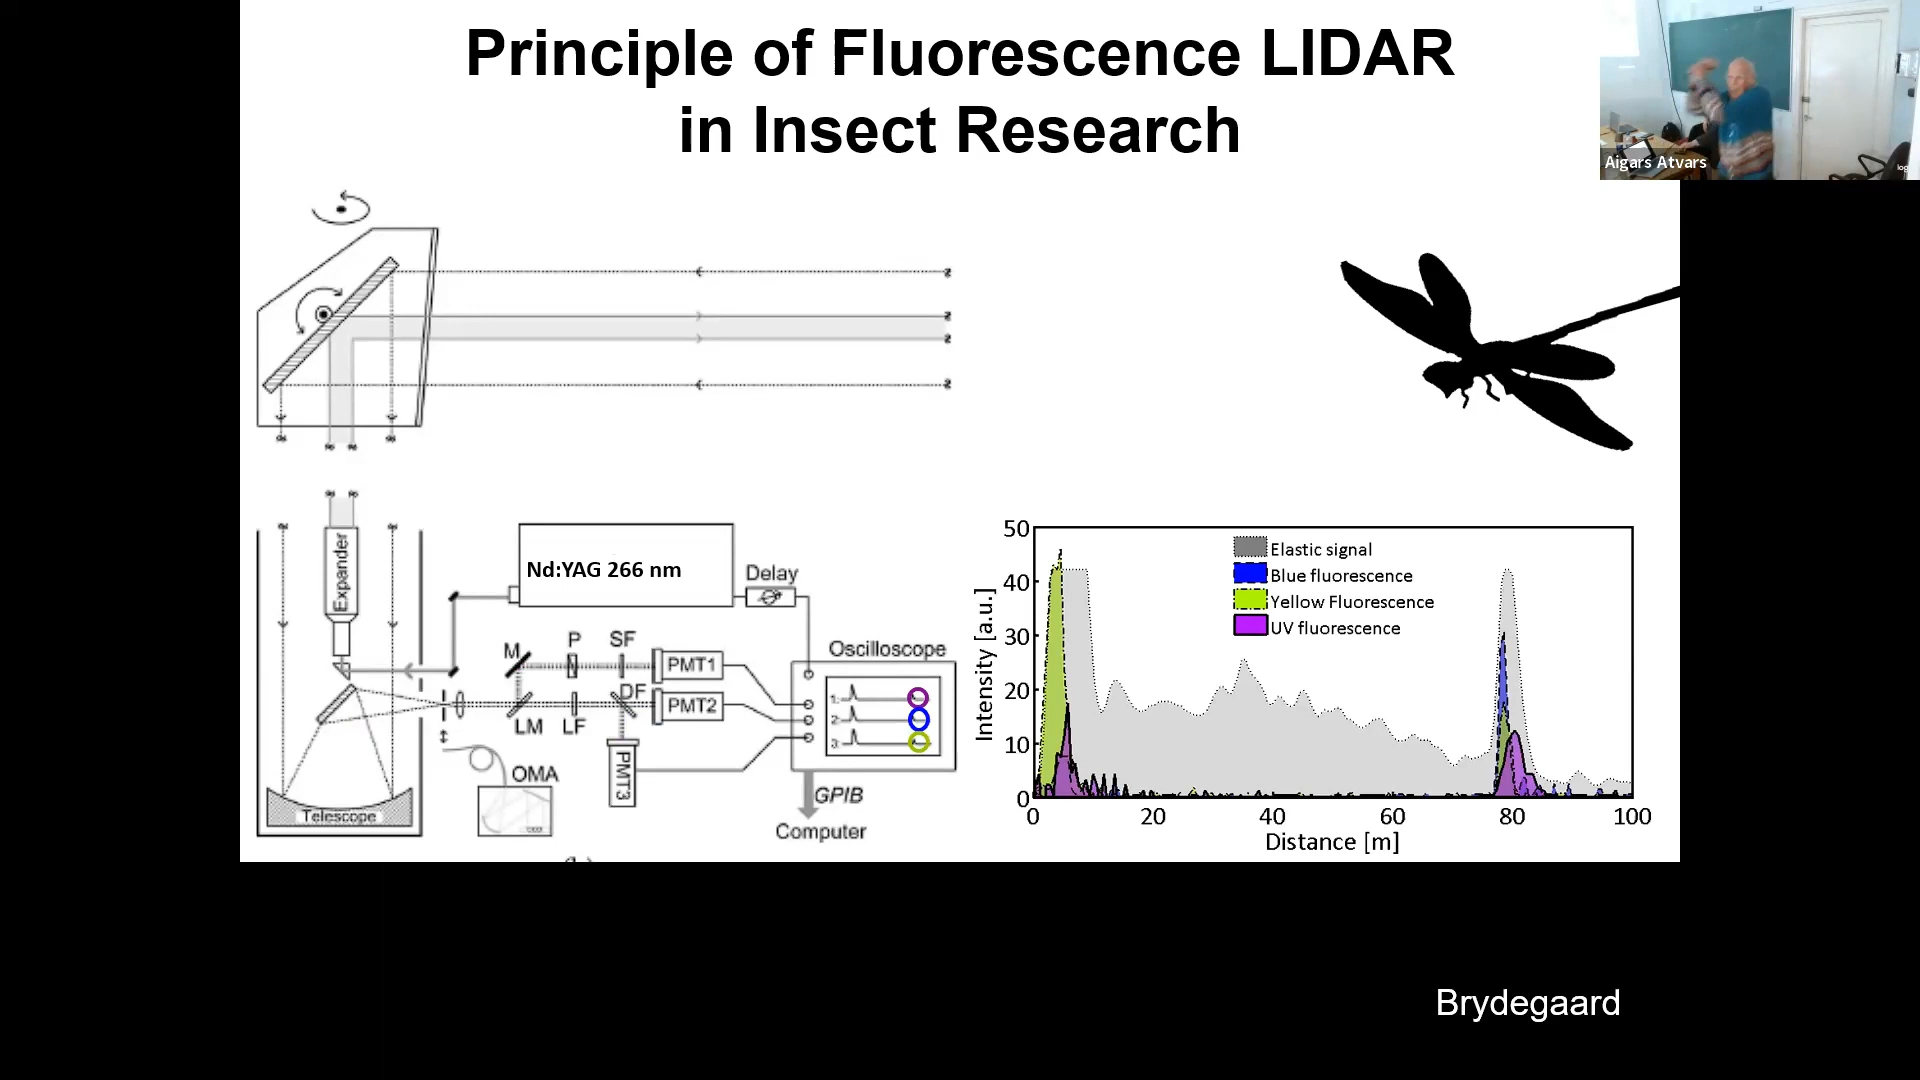 Principle of Fluorescence LIDAR
in Insect Research
Aigars Atvars
Expander
Nd:YAG 266 nm
Delay
M
P
SF
PMT1
Oscilloscope
DF
PMT2
1:
2:
3:
LM
LF
PMT3
OMA
GPIB
Telescope
Computer
50
40
30
20
10
0
Intensity [a.u.]
Elastic signal
Blue fluorescence
Yellow Fluorescence
UV fluorescence
0
20
40
60
80
100
Distance [m]
Brydegaard